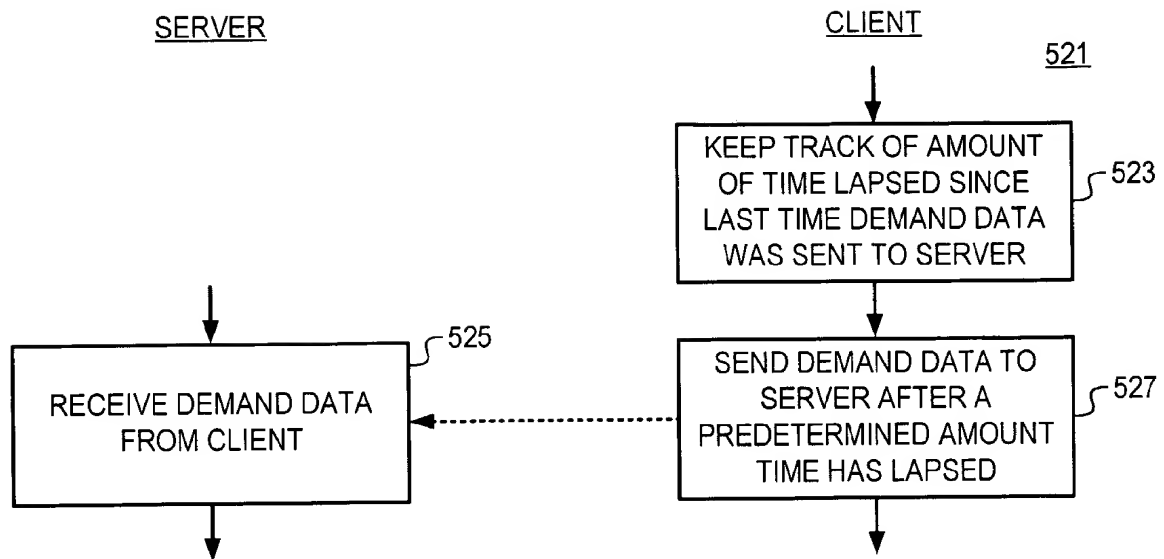 SERVER
CLIENT
521
KEEP TRACK OF AMOUNT
OF TIME LAPSED SINCE
LAST TIME DEMAND DATA
WAS SENT TO SERVER
523
RECEIVE DEMAND DATA
FROM CLIENT
525
SEND DEMAND DATA TO
SERVER AFTER A
PREDETERMINED AMOUNT
TIME HAS LAPSED
527